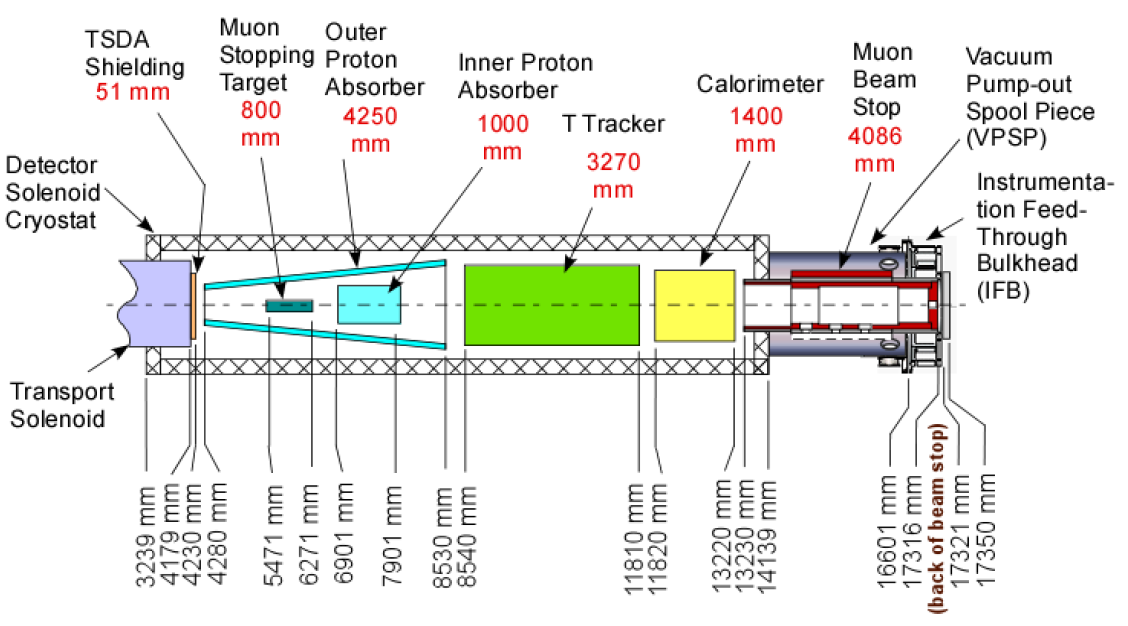 TSDA
Shielding
51 mm
Muon
Stopping
Target
800
mm
Outer
Proton
Absorber
4250
mm
Inner Proton
Absorber
1000
mm
T Tracker
3270
mm
Calorimeter
1400
mm
Muon
Beam
Stop
4086
mm
Vacuum
Pump-out
Spool Piece
(VPSP)
Instrumenta-
tion Feed-
Through
Bulkhead
(IFB)
Detector
Solenoid
Cryostat
Transport
Solenoid
3239 mm
4179 mm
4230 mm
4280 mm
5471 mm
6271 mm
6901 mm
7901 mm
8530 mm
8540 mm
11810 mm
11820 mm
13220 mm
13230 mm
14139 mm
16601 mm
17316 mm
(back of beam stop)
17321 mm
17350 mm